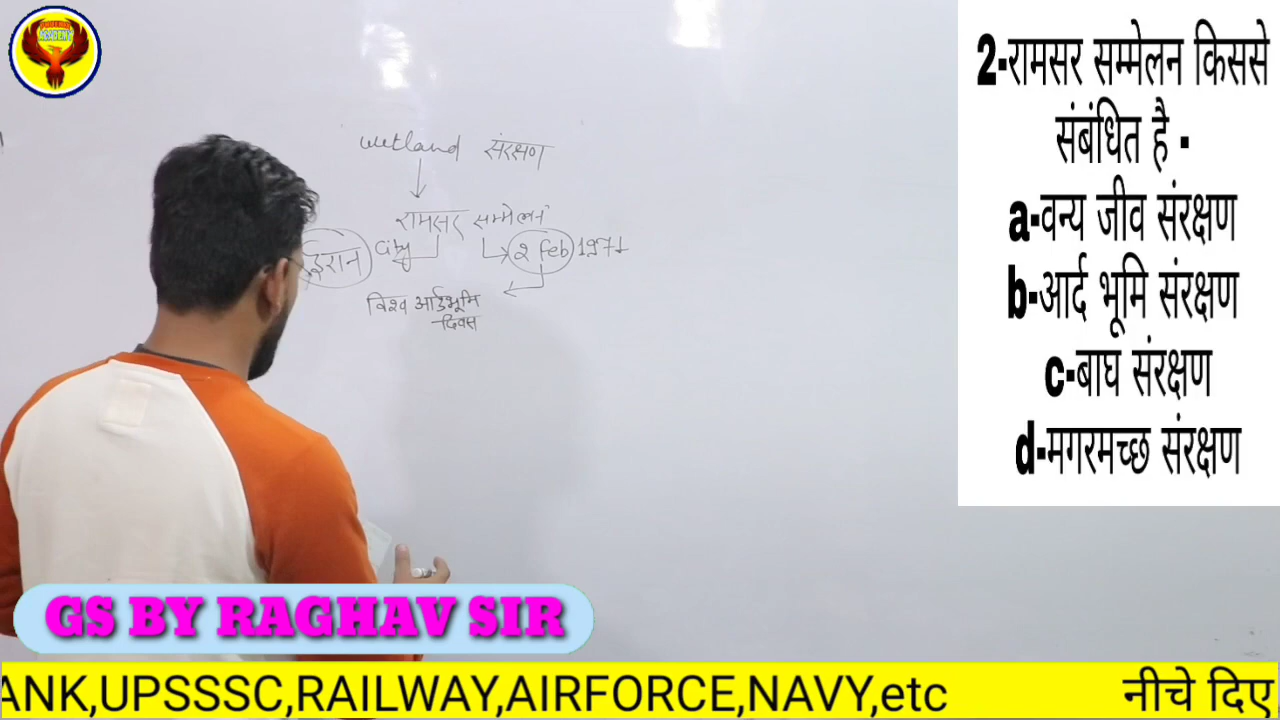 ACADEMY
wetland संरक्षण
रामसर सम्मेलन
ईरान City 2 feb 1971
विश्व आर्डभूमि
दिवस
2-रामसर सम्मेलन किससे
संबंधित है -
a-वन्य जीव संरक्षण
b-आर्द भूमि संरक्षण
c-बाघ संरक्षण
d-मगरमच्छ संरक्षण
GS BY RAGHAV SIR
ANK,UPSSSC,RAILWAY,AIRFORCE,NAVY,etc नीचे दिए